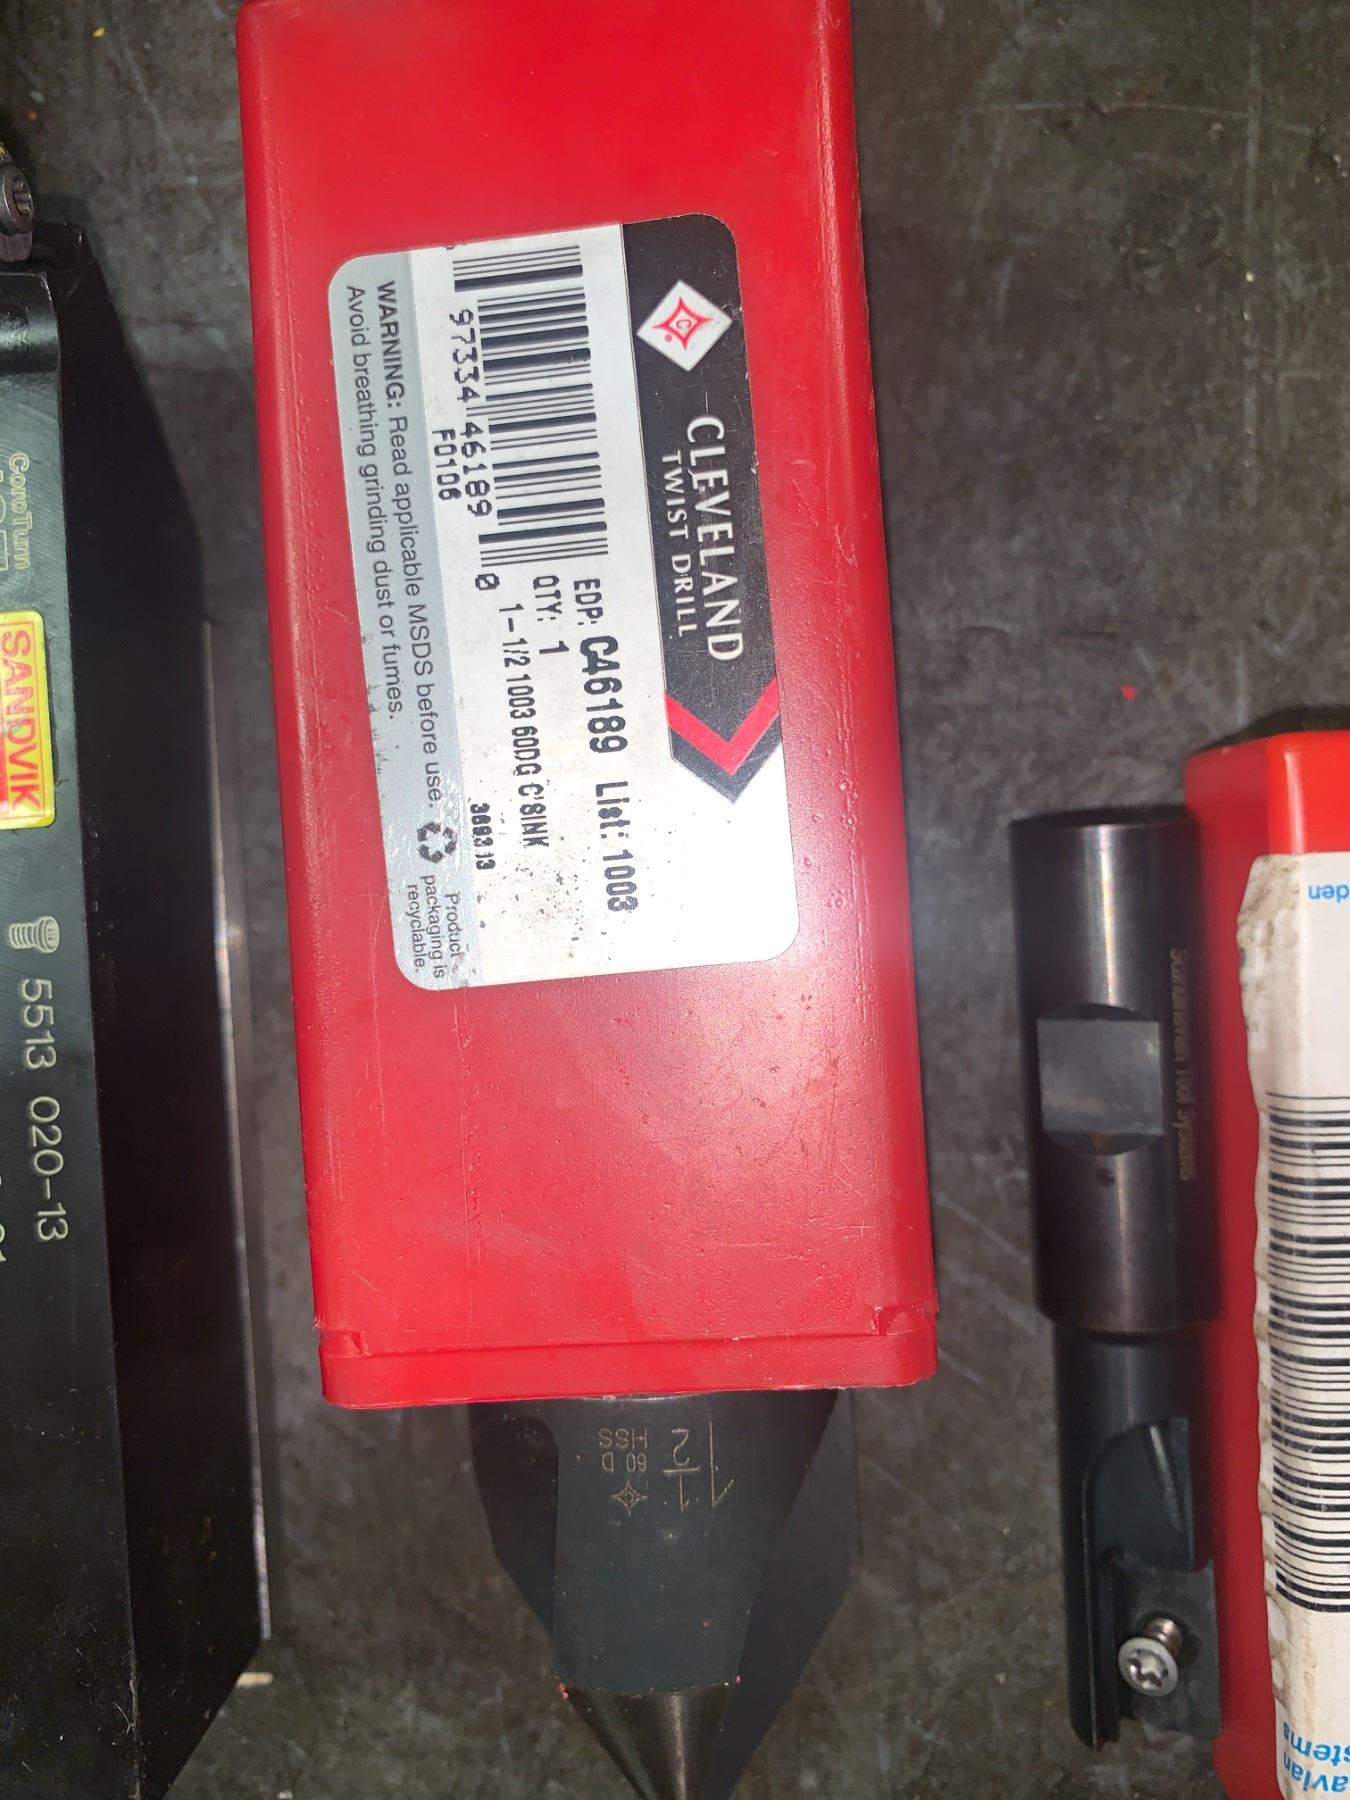 CLEVELAND
TWIST DRILL
EDP: C46189 List: 1003
QTY: 1
1-1/2 1003 60DG C'SINK
97334 46189 0
F0106
WARNING: Read applicable MSDS before use.
Avoid breathing grinding dust or fumes.
Product
packaging is
recyclable.
1 1/2
60 D
HSS
CoroTurn
SANDVIK
5513 020-13
Scandinavian Tool Systems